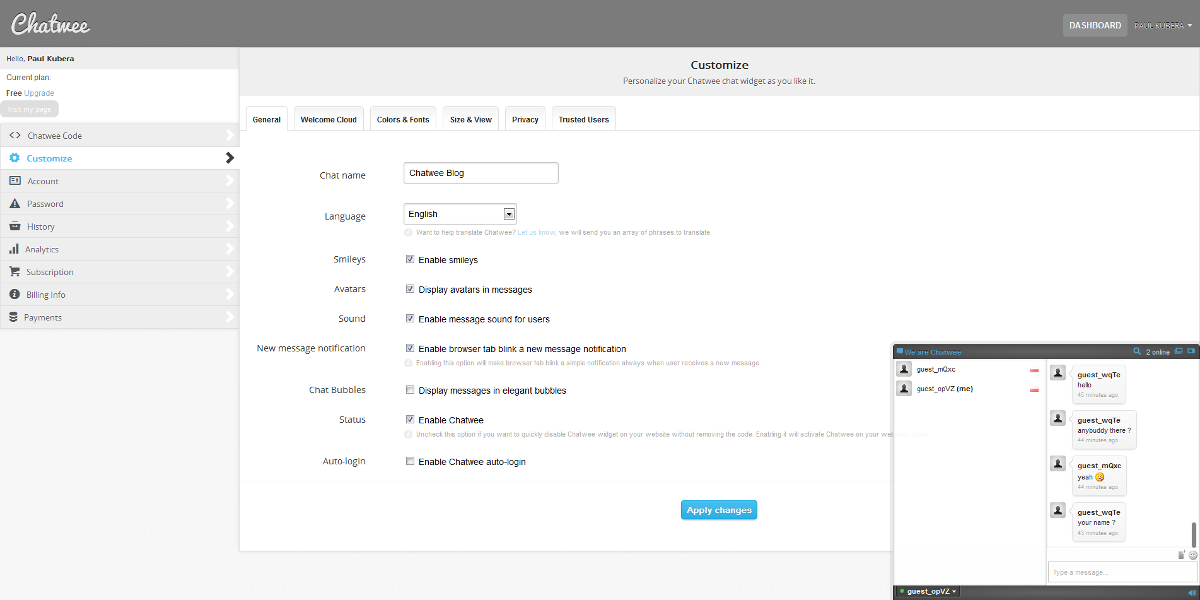 Chatwee
DASHBOARD
PAUL KUBERA
Hello, Paul Kubera
Current plan:
Free Upgrade
Visit my page
Chatwee Code
Customize
Account
Password
History
Analytics
Subscription
Billing Info
Payments
Customize
Personalize your Chatwee chat widget as you like it.
General
Welcome Cloud
Colors & Fonts
Size & View
Privacy
Trusted Users
Chat name
Chatwee Blog
Language
English
Want to help translate Chatwee? Let us know, we will send you an array of phrases to translate.
Smileys
Enable smileys
Avatars
Display avatars in messages
Sound
Enable message sound for users
New message notification
Enable browser tab blink a new message notification
Enabling this option will make browser tab blink a simple notification always when user receives a new message
Chat Bubbles
Display messages in elegant bubbles
Status
Enable Chatwee
Uncheck this option if you want to quickly disable Chatwee widget on your website without removing the code. Enabling it will activate Chatwee on your
Auto-login
Enable Chatwee auto-login
Apply changes
We are Chatwee
2 online
guest_mQxc
guest_opVZ (me)
guest_wqTe
hello
45 minutes ago
guest_wqTe
anybuddy there ?
44 minutes ago
guest_mQxc
yeah
44 minutes ago
guest_wqTe
your name ?
43 minutes ago
Type a message...
guest_opVZ